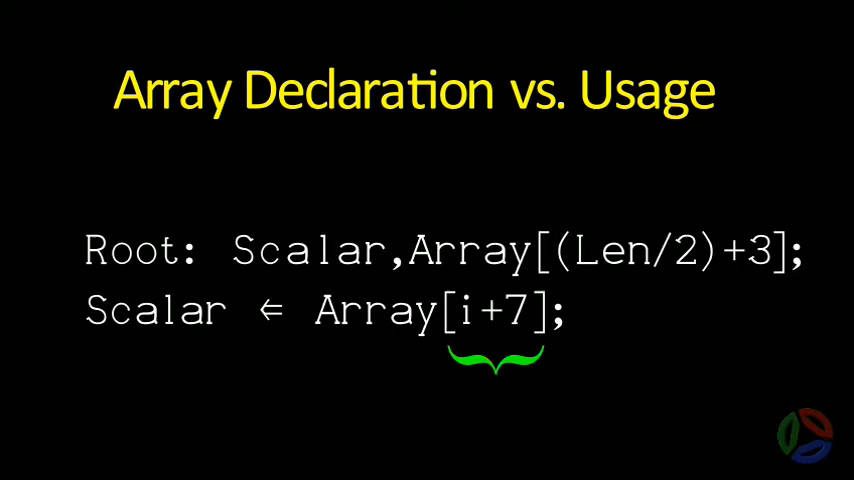 Array Declaration vs. Usage
Root: Scalar,Array[(Len/2)+3];
Scalar ⇐ Array[i+7];